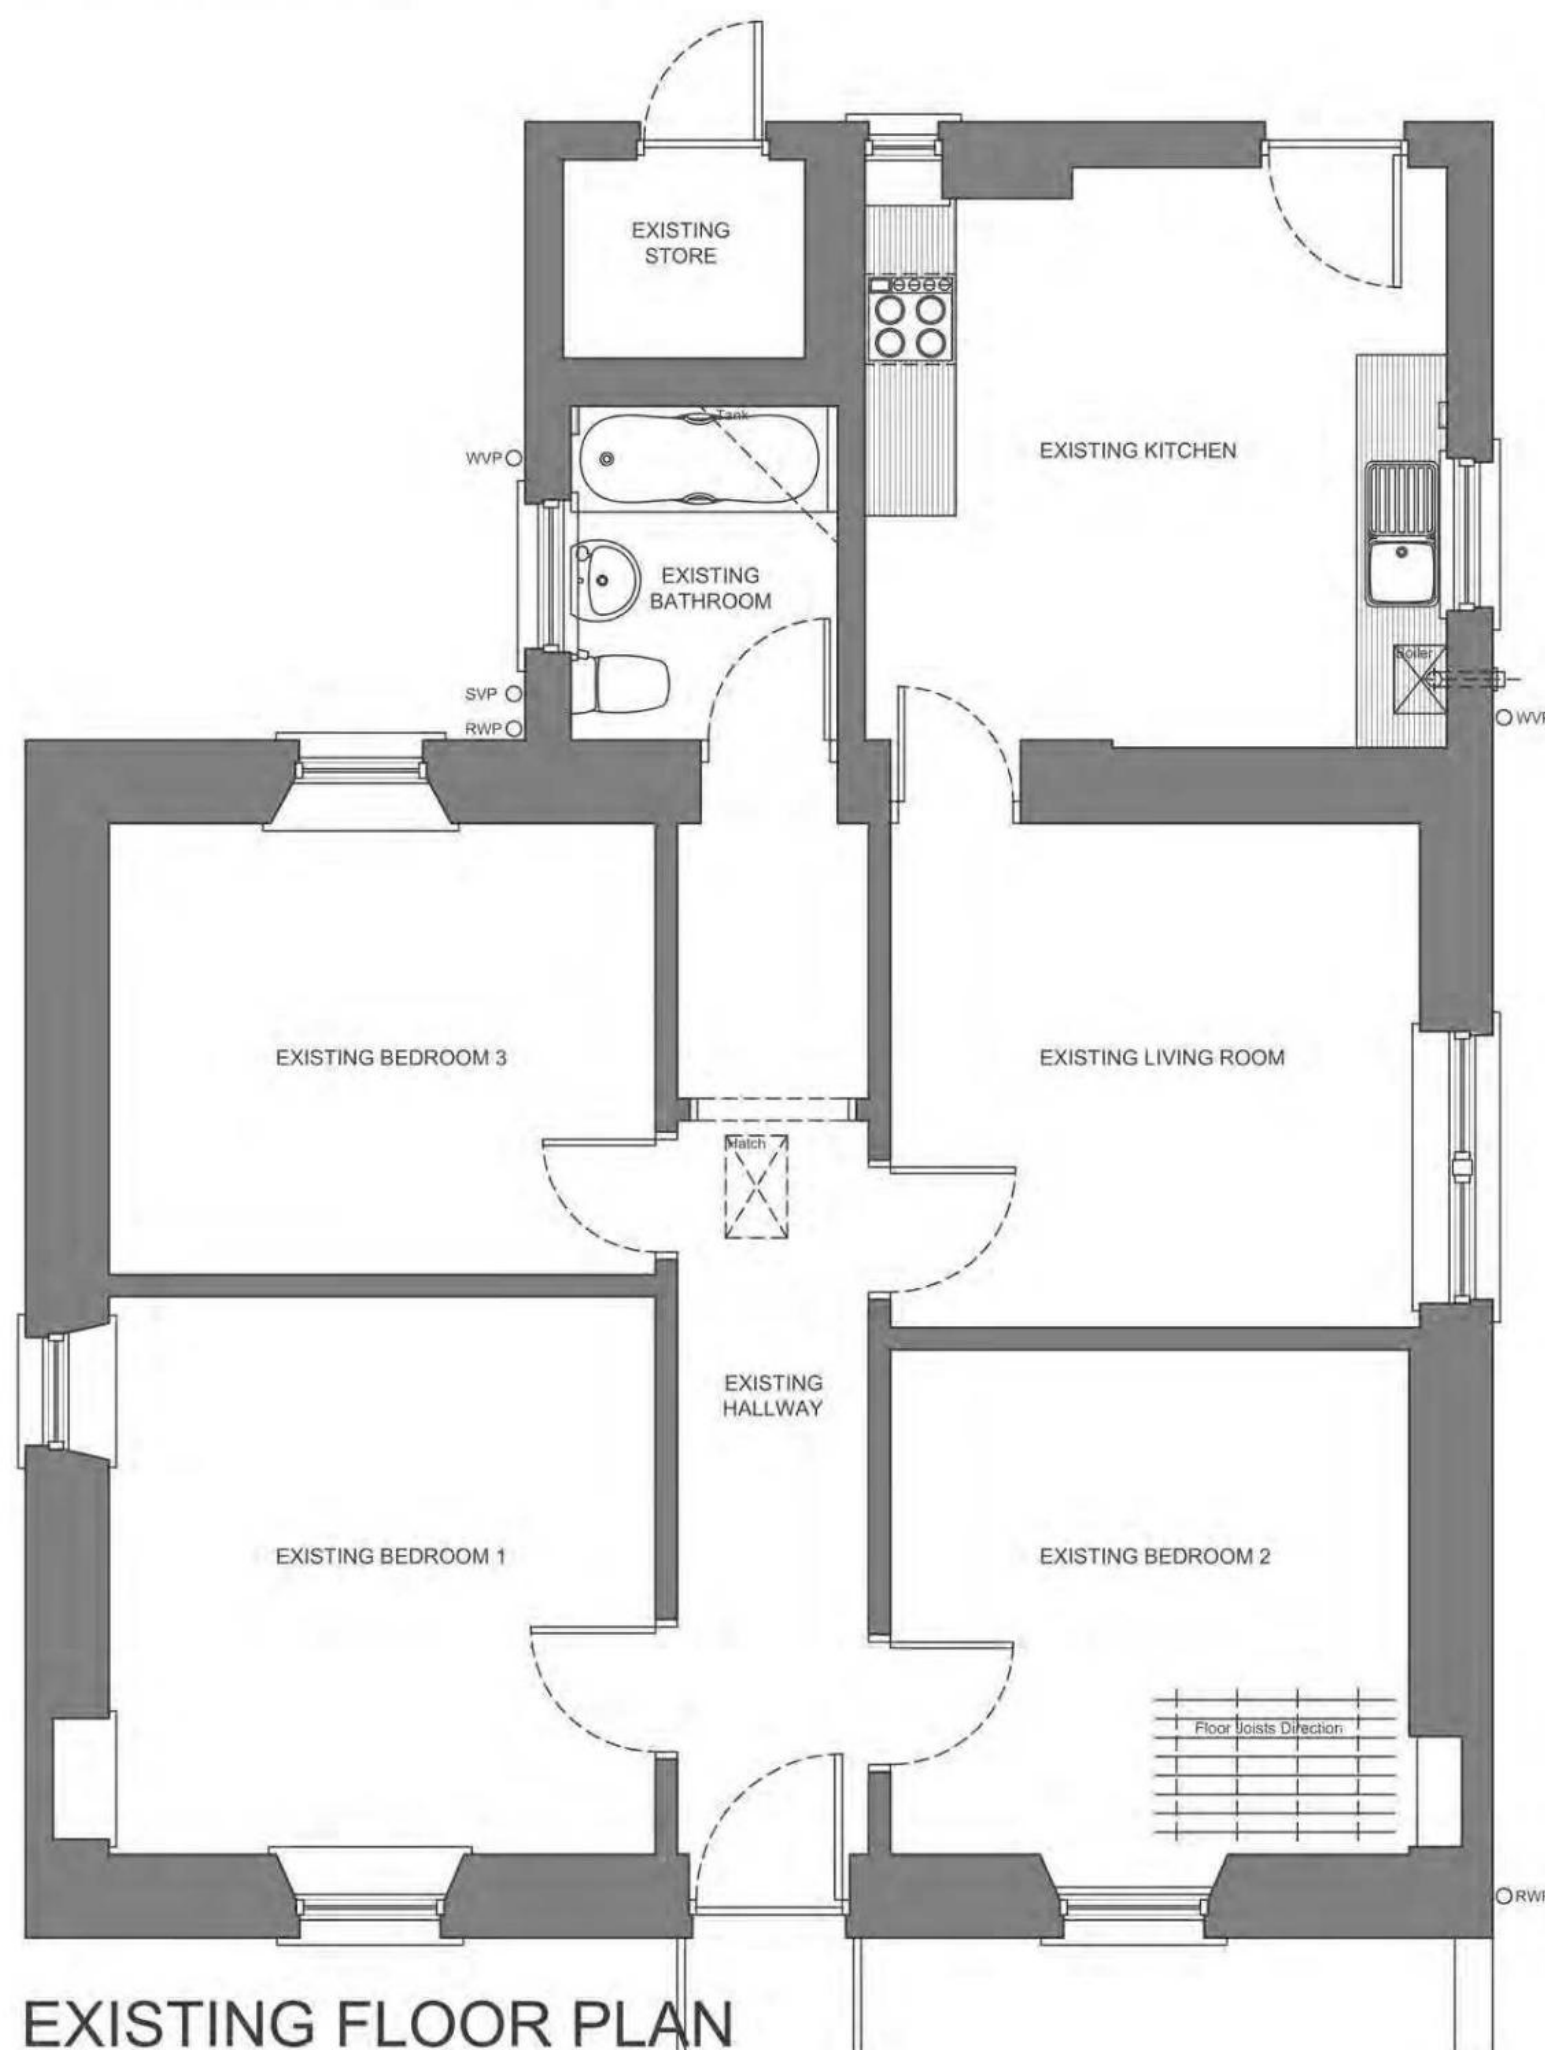 EXISTING
STORE
Tank
WVP
EXISTING KITCHEN
EXISTING
BATHROOM
Boiler
SVP
RWP
WVP
EXISTING BEDROOM 3
EXISTING LIVING ROOM
Hatch
EXISTING
HALLWAY
EXISTING BEDROOM 1
EXISTING BEDROOM 2
Floor Joists Direction
RWP
EXISTING FLOOR PLAN